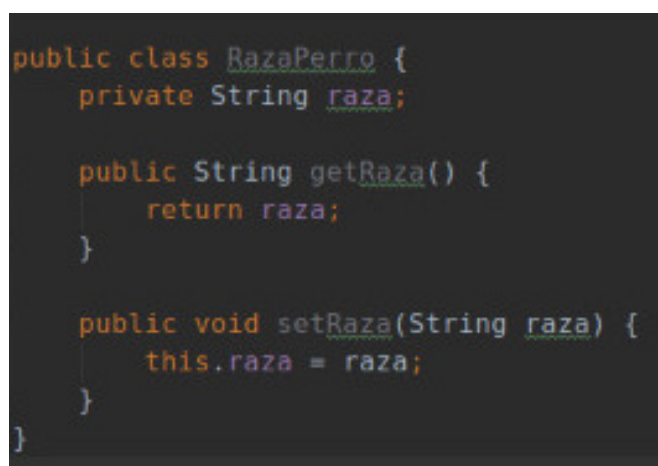 public class RazaPerro {
    private String raza;

    public String getRaza() {
        return raza;
    }

    public void setRaza(String raza) {
        this.raza = raza;
    }
}